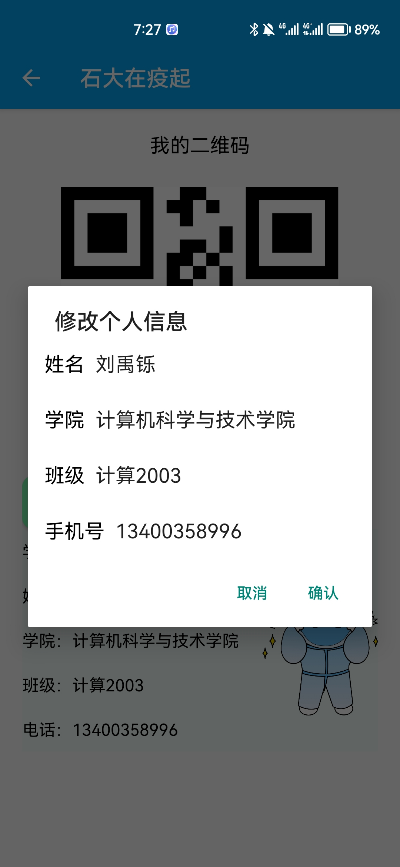 7:27 89%
石大在疫起
我的二维码
修改个人信息
姓名 刘禹铄
学院 计算机科学与技术学院
班级 计算2003
手机号 13400358996
取消 确认
学院：计算机科学与技术学院
班级：计算2003
电话：13400358996